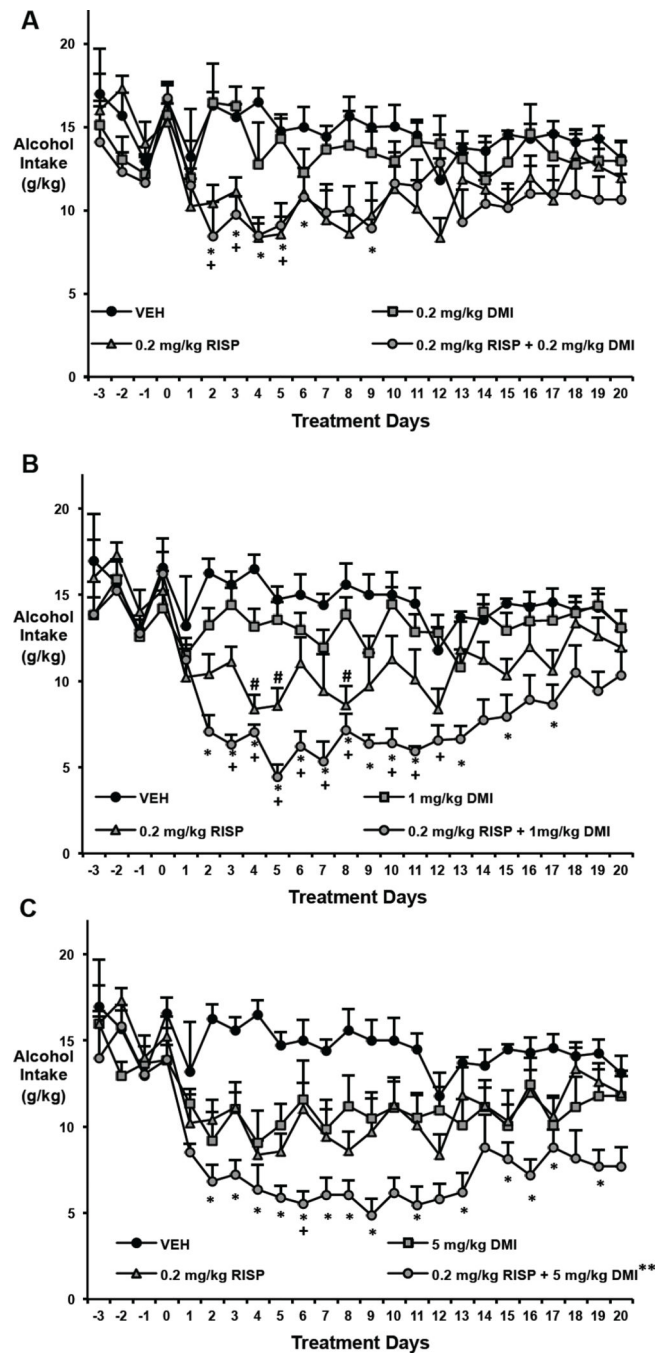 A
20
15
Alcohol
Intake
(g/kg)
10
* * * * * *
+ + +
5
VEH
0.2 mg/kg DMI
0.2 mg/kg RISP
0.2 mg/kg RISP + 0.2 mg/kg DMI
0
-3 -2 -1 0 1 2 3 4 5 6 7 8 9 10 11 12 13 14 15 16 17 18 19 20
Treatment Days
B
20
15
Alcohol
Intake
(g/kg)
10
# # #
* * * * * * * * * * * * *
+ + + + + + + + +
5
VEH
1 mg/kg DMI
0.2 mg/kg RISP
0.2 mg/kg RISP + 1mg/kg DMI
0
-3 -2 -1 0 1 2 3 4 5 6 7 8 9 10 11 12 13 14 15 16 17 18 19 20
Treatment Days
C
20
15
Alcohol
Intake
(g/kg)
10
* * * * * * * * * * * * * *
+
5
VEH
5 mg/kg DMI
0.2 mg/kg RISP
0.2 mg/kg RISP + 5 mg/kg DMI**
0
-3 -2 -1 0 1 2 3 4 5 6 7 8 9 10 11 12 13 14 15 16 17 18 19 20
Treatment Days